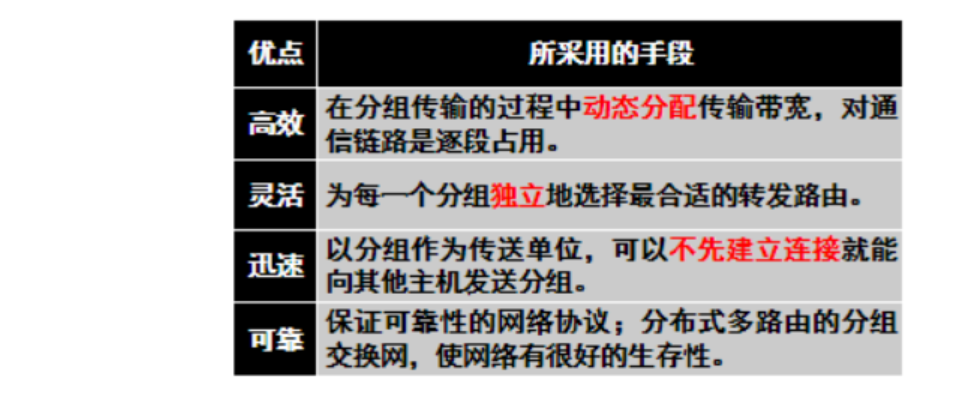 优点 所采用的手段
高效 在分组传输的过程中动态分配传输带宽，对通
信链路是逐段占用。
灵活 为每一个分组独立地选择最合适的转发路由。
迅速 以分组作为传送单位，可以不先建立连接就能
向其他主机发送分组。
可靠 保证可靠性的网络协议；分布式多路由的分组
交换网，使网络有很好的生存性。